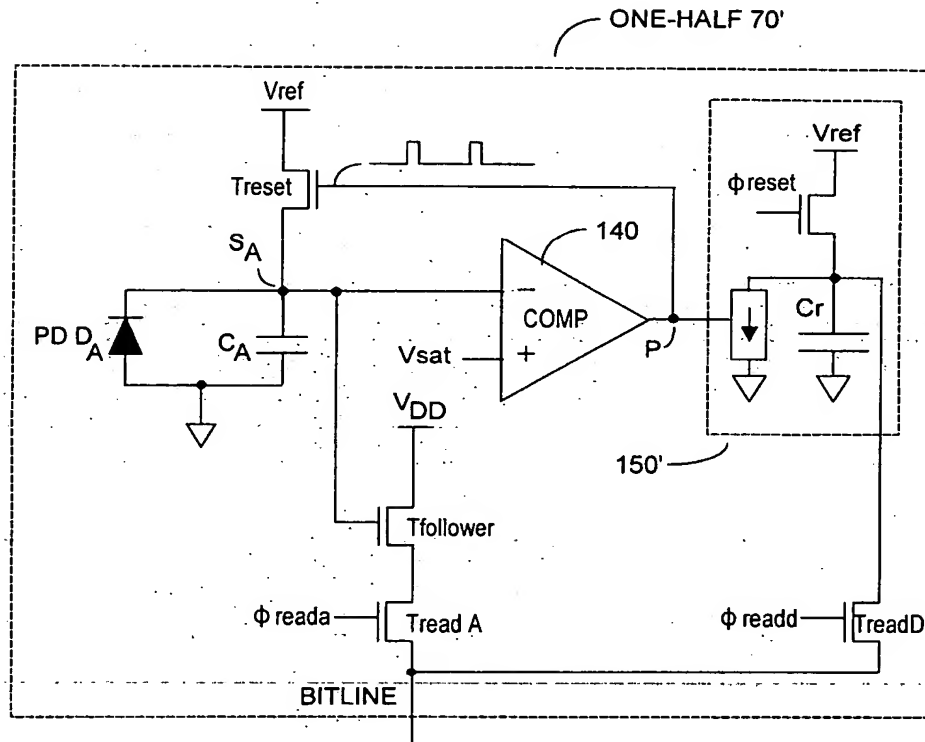 ONE-HALF 70'
Vref
Vref
Treset
ϕreset
SA
140
COMP
Cr
PD DA
CA
Vsat
P
VDD
150'
Tfollower
ϕreada
Tread A
ϕreadd
TreadD
BITLINE